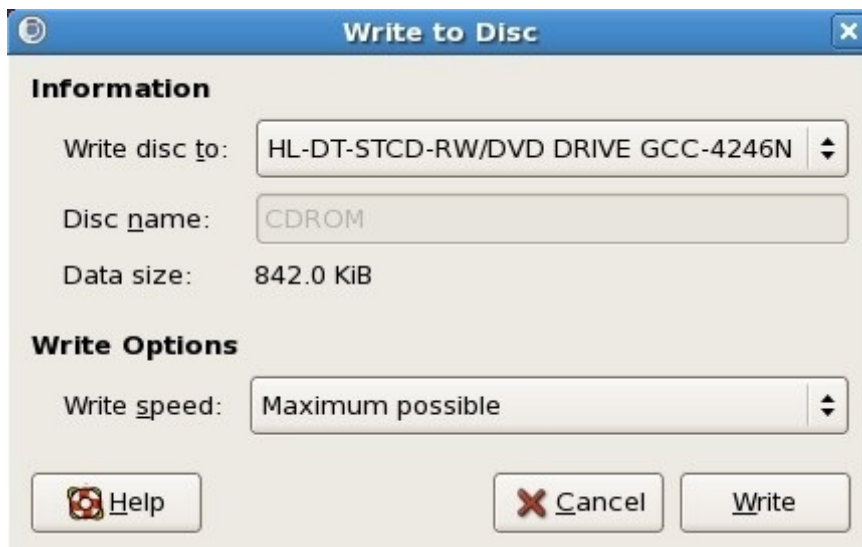 Write to Disc
Information
Write disc to: HL-DT-STCD-RW/DVD DRIVE GCC-4246N
Disc name: CDROM
Data size: 842.0 KiB
Write Options
Write speed: Maximum possible
Help Cancel Write